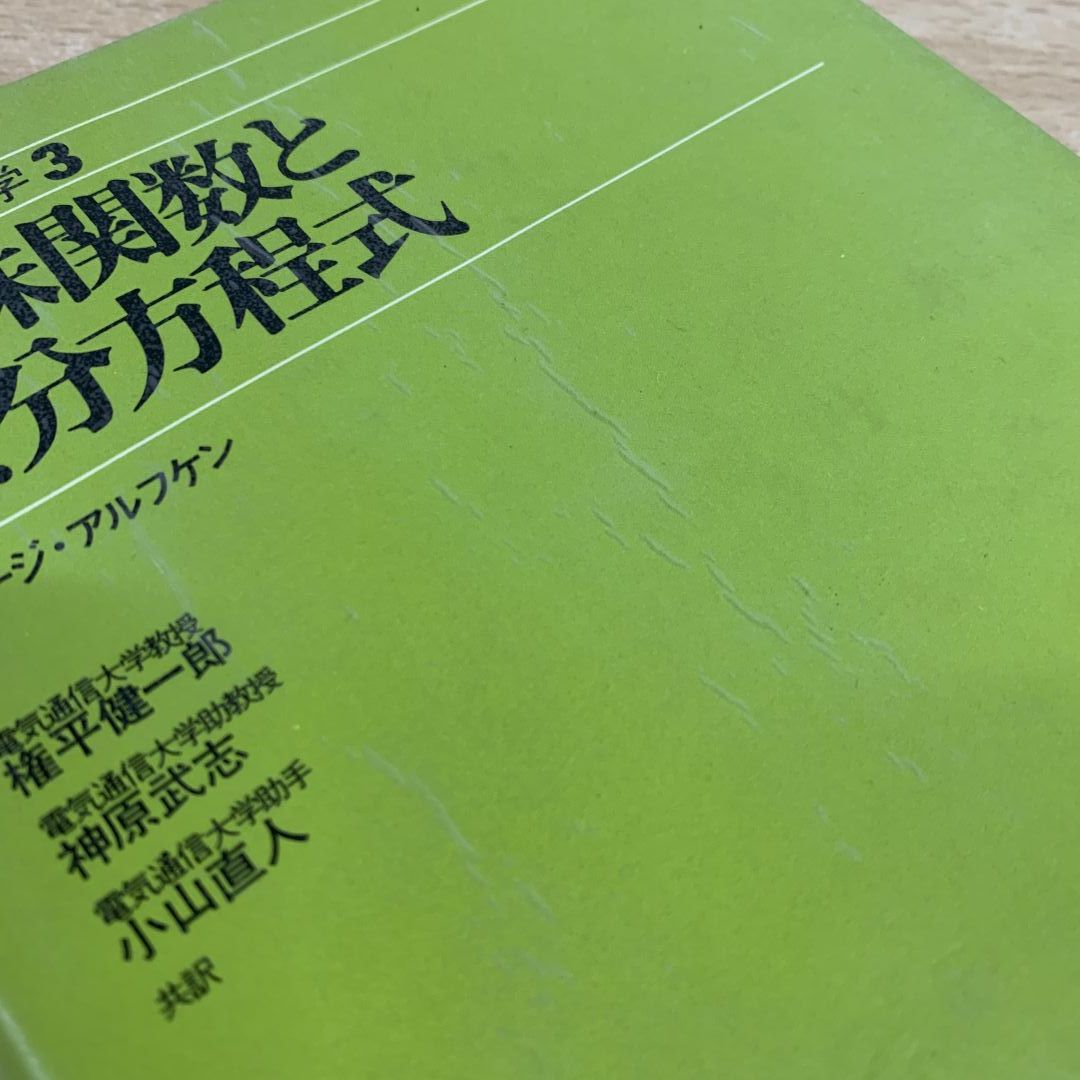 学3
殊関数と
分方程式
ージ・アルフケン
電気通信大学教授
権平健一郎
電気通信大学助教授
神原武志
電気通信大学助手
小山直人
共訳